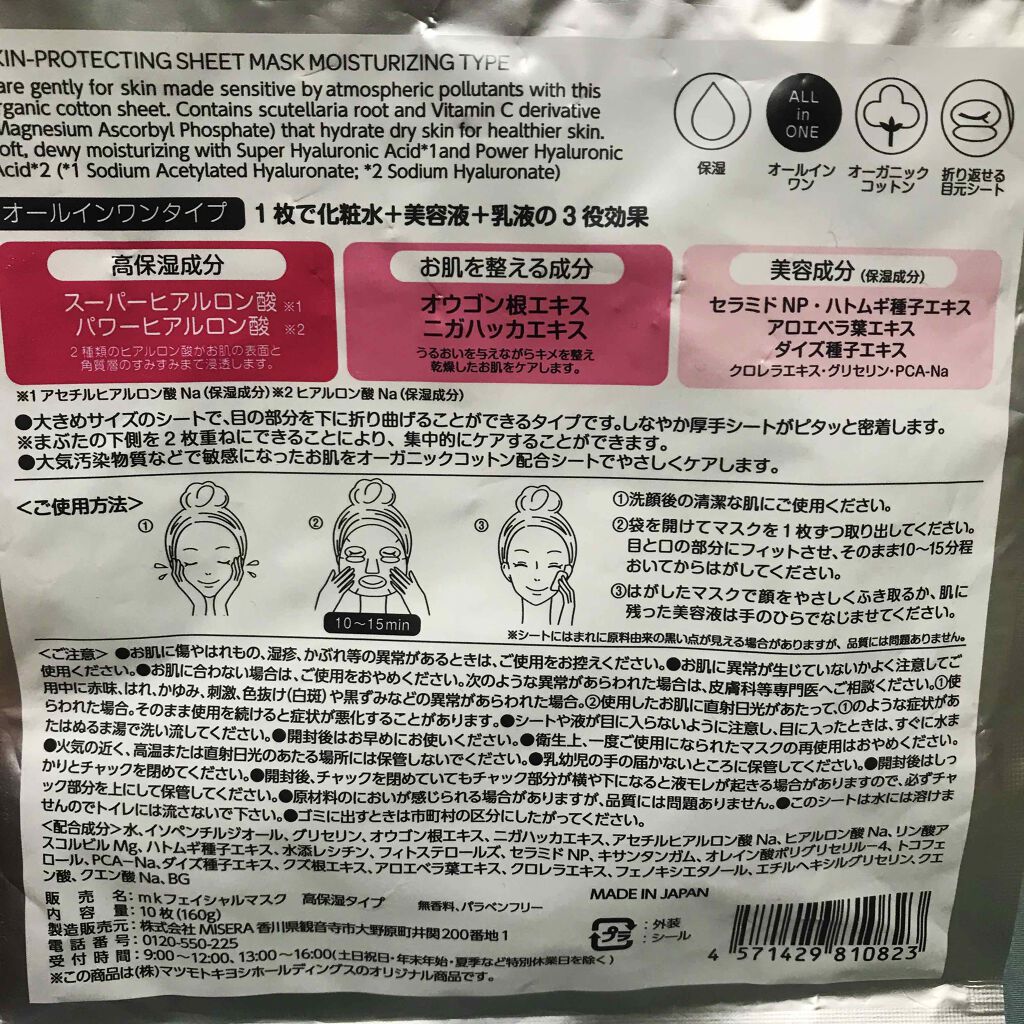 KIN-PROTECTING SHEET MASK MOISTURIZING TYPE
are gently for skin made sensitive by atmospheric pollutants with this
rganic cotton sheet. Contains scutellaria root and Vitamin C derivative
Magnesium Ascorbyl Phosphate) that hydrate dry skin for healthier skin.
oft, dewy moisturizing with Super Hyaluronic Acid*1 and Power Hyaluronic
Acid*2 (*1 Sodium Acetylated Hyaluronate; *2 Sodium Hyaluronate)
ALL
in
ONE
保湿
オールイン
ワン
オーガニック
コットン
折り返せる
目元シート
オールインワンタイプ 1枚で化粧水+美容液+乳液の3役効果
高保湿成分
スーパーヒアルロン酸 ※1
パワーヒアルロン酸 ※2
2種類のヒアルロン酸がお肌の表面と
角質層のすみずみまで浸透します。
お肌を整える成分
オウゴン根エキス
ニガハッカエキス
うるおいを与えながらキメを整え
乾燥したお肌をケアします。
美容成分(保湿成分)
セラミドNP・ハトムギ種子エキス
アロエベラ葉エキス
ダイズ種子エキス
クロレラエキス・グリセリン・PCA-Na
※1 アセチルヒアルロン酸Na(保湿成分)※2 ヒアルロン酸Na(保湿成分)
●大きめサイズのシートで、目の部分を下に折り曲げることができるタイプです。しなやか厚手シートがピタッと密着します。
※まぶたの下側を2枚重ねにできることにより、集中的にケアすることができます。
●大気汚染物質などで敏感になったお肌をオーガニックコットン配合シートでやさしくケアします。
<ご使用方法>
①
②
③
10～15min
①洗顔後の清潔な肌にご使用ください。
②袋を開けてマスクを1枚ずつ取り出してください。
目と口の部分にフィットさせ、そのまま10～15分程
おいてからはがしてください。
③はがしたマスクで顔をやさしくふき取るか、肌に
残った美容液は手のひらでなじませてください。
※シートにはまれに原料由来の黒い点が見える場合がありますが、品質には問題ありません。
<ご注意> ●お肌に傷やはれもの、湿疹、かぶれ等の異常があるときは、ご使用をお控えください。●お肌に異常が生じていないかよく注意してご
使用ください。●お肌に合わない場合は、ご使用をおやめください。次のような異常があらわれた場合は、皮膚科等専門医へご相談ください。①使
用中に赤味、はれ、かゆみ、刺激、色抜け(白斑)や黒ずみなどの異常があらわれた場合。②使用したお肌に直射日光があたって、①のような症状があ
らわれた場合。そのまま使用を続けると症状が悪化することがあります。●シートや液が目に入らないように注意し、目に入ったときは、すぐに水ま
たはぬるま湯で洗い流してください。●開封後はお早めにお使いください。●衛生上、一度ご使用になられたマスクの再使用はおやめください。
●火気の近く、高温または直射日光のあたる場所には保管しないでください。●乳幼児の手の届かないところに保管してください。●開封後はしっ
かりとチャックを閉めてください。●開封後、チャックを閉めていてもチャック部分が横や下になると液モレが起きる場合がありますので、必ずチャ
ック部分を上にして保管してください。●原材料のにおいが感じられる場合がありますが、品質には問題ありません。●このシートは水には溶けま
せんのでトイレには流さないで下さい。●ゴミに出すときは市町村の区分にしたがってください。
<配合成分>水、イソペンチルジオール、グリセリン、オウゴン根エキス、ニガハッカエキス、アセチルヒアルロン酸Na、ヒアルロン酸Na、リン酸ア
スコルビルMg、ハトムギ種子エキス、水添レシチン、フィトステロールズ、セラミドNP、キサンタンガム、オレイン酸ポリグリセリル-4、トコフェ
ロール、PCA-Na、ダイズ種子エキス、クズ根エキス、アロエベラ葉エキス、クロレラエキス、フェノキシエタノール、エチルヘキシルグリセリン、クエ
ン酸、クエン酸Na、BG
販売名:mkフェイシャルマスク 高保湿タイプ 無香料、パラベンフリー
内容量:10枚(160g)
製造販売元:株式会社 MISERA 香川県観音寺市大野原町井関200番地1
電話番号:0120-550-225
受付時間:9:00～12:00、13:00～16:00(土日祝日・年末年始・夏季など特別休業日を除く)
※この商品は(株)マツモトキヨシホールディングスのオリジナル商品です。
MADE IN JAPAN
プラ
:外装
:シール
4 571429 810823